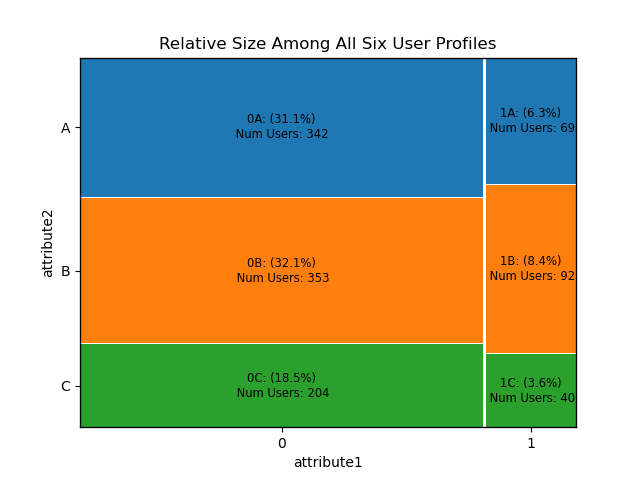 Relative Size Among All Six User Profiles
attribute2
A
B
C
0A: (31.1%)
Num Users: 342
1A: (6.3%)
Num Users: 69
0B: (32.1%)
Num Users: 353
1B: (8.4%)
Num Users: 92
0C: (18.5%)
Num Users: 204
1C: (3.6%)
Num Users: 40
0
1
attribute1